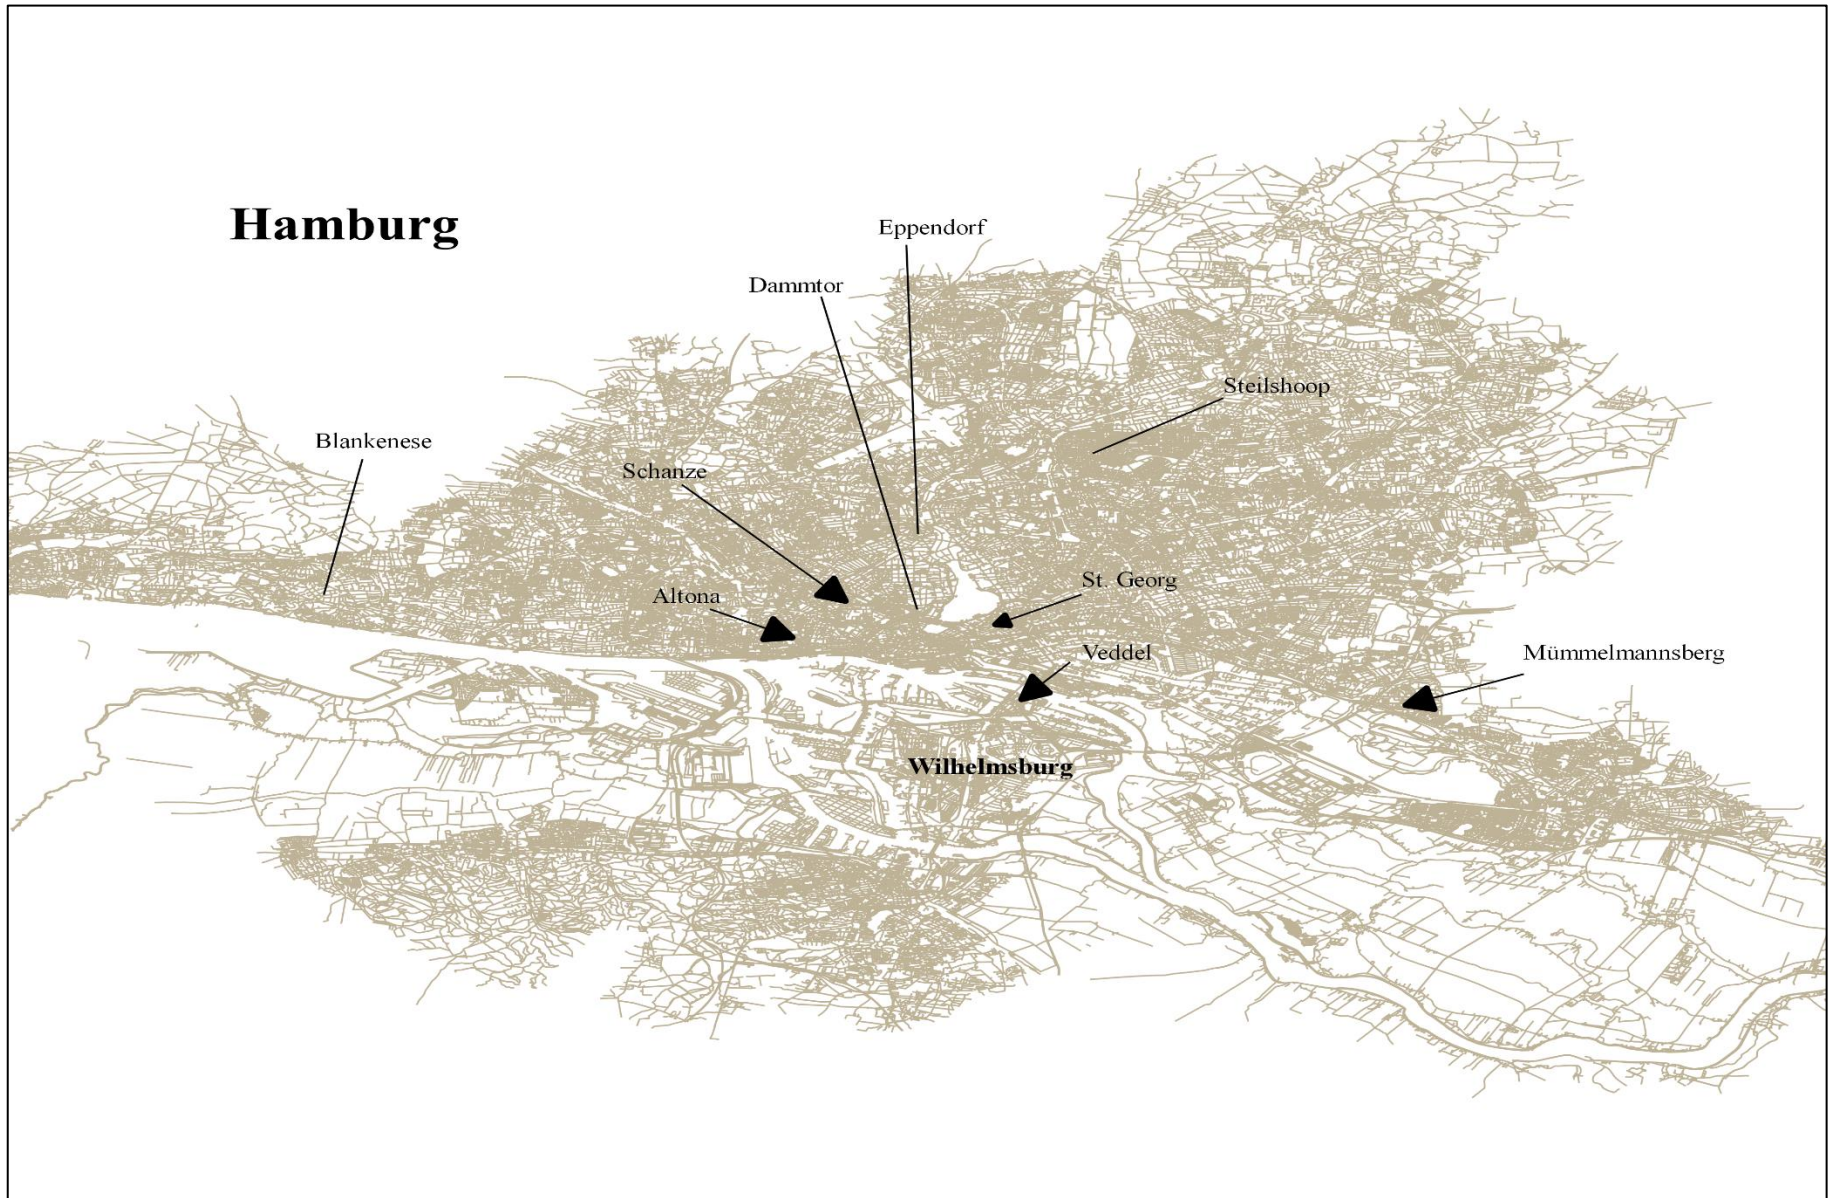 Hamburg
Eppendorf
Dammtor
Steilshoop
Blankenese
Schanze
St. Georg
Altona
Veddel
Mümmelmannsberg
Wilhelmsburg